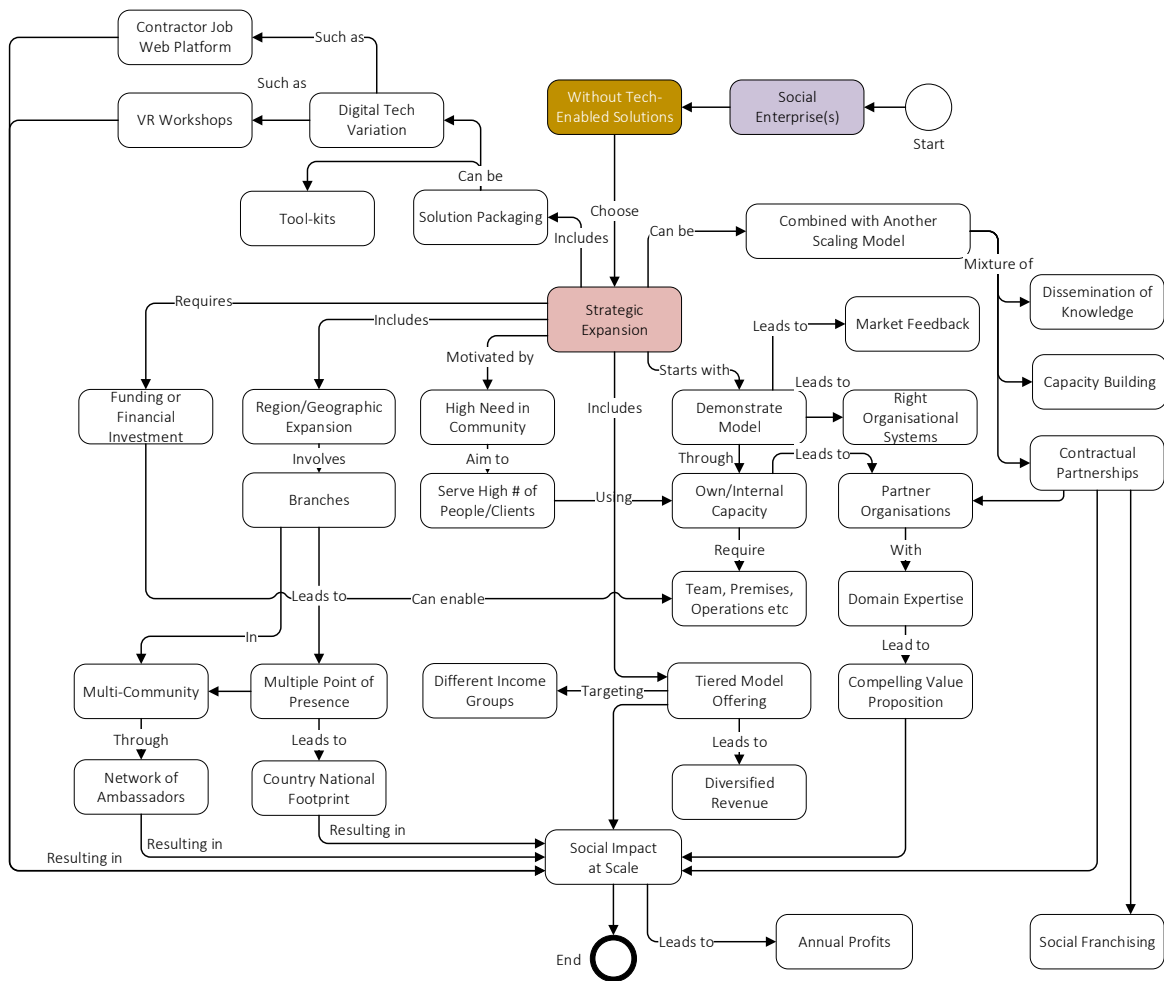 Contractor Job
Web Platform
Such as
Such as
VR Workshops
Digital Tech
Variation
Without Tech-
Enabled Solutions
Social
Enterprise(s)
Start
Can be
Tool-kits
Solution Packaging
Choose
Includes
Can be
Combined with Another
Scaling Model
Mixture of
Requires
Includes
Strategic
Expansion
Dissemination of
Knowledge
Leads to
Market Feedback
Motivated by
Starts with
Funding or
Financial
Investment
Region/Geographic
Expansion
High Need in
Community
Includes
Demonstrate
Model
Leads to
Right
Organisational
Systems
Capacity Building
Involves
Aim to
Through
Leads to
Contractual
Partnerships
Branches
Serve High # of
People/Clients
Using
Own/Internal
Capacity
Partner
Organisations
Require
With
Leads to
Can enable
Team, Premises,
Operations etc
Domain Expertise
In
Lead to
Multi-Community
Multiple Point of
Presence
Different Income
Groups
Targeting
Tiered Model
Offering
Compelling Value
Proposition
Through
Leads to
Leads to
Network of
Ambassadors
Country National
Footprint
Diversified
Revenue
Resulting in
Resulting in
Resulting in
Social Impact
at Scale
End
Leads to
Annual Profits
Social Franchising